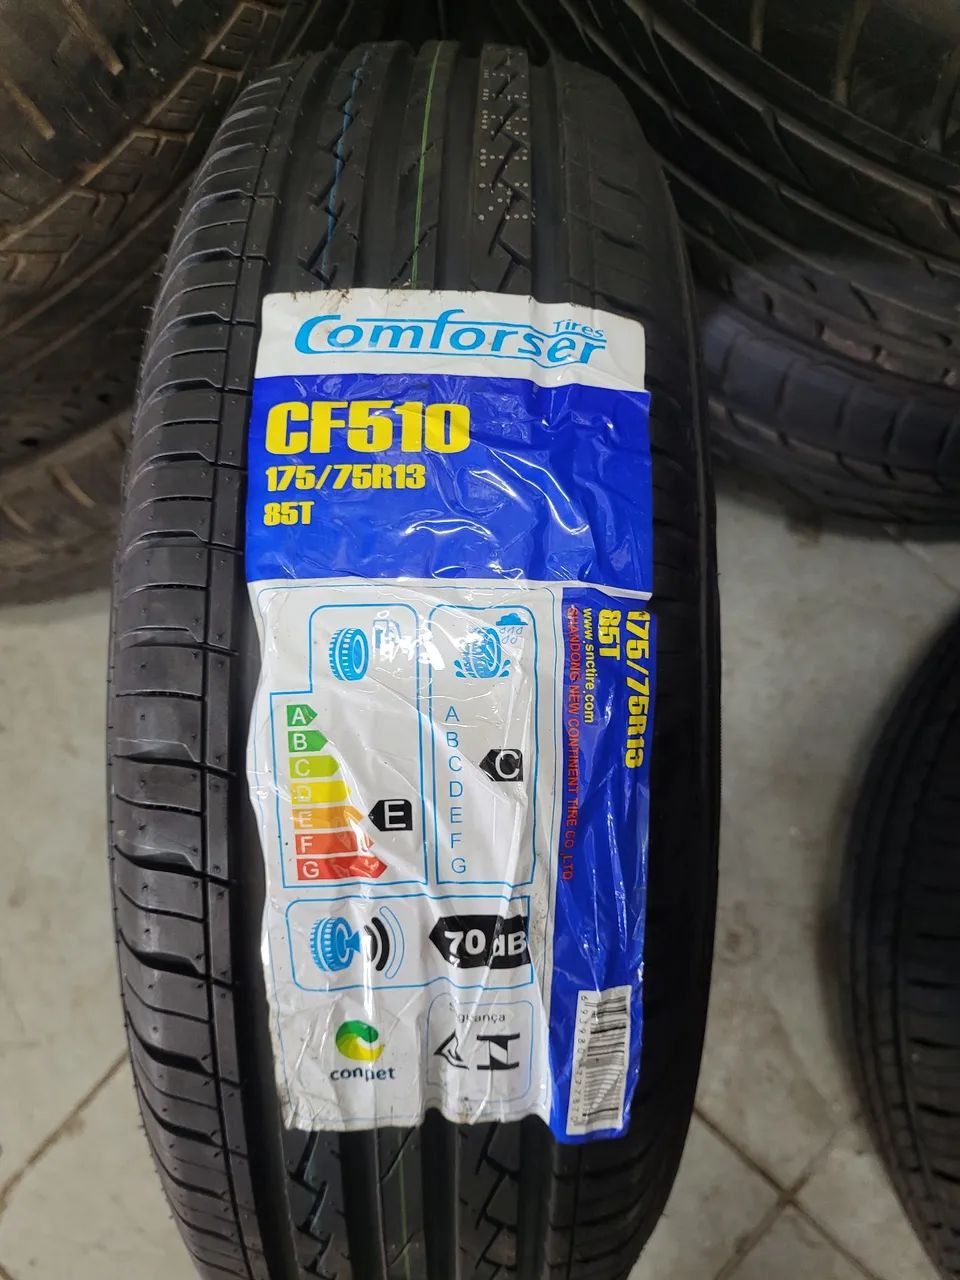 Comforser
Tires
CF510
175/75R13
85T
A
B
C
D
E
F
G
E
A
B
C
D
E
F
G
C
70 dB
conpet
175/75R13
85T
www.snctire.com
SHANDONG NEW CONTINENT TIRE CO.,LTD.